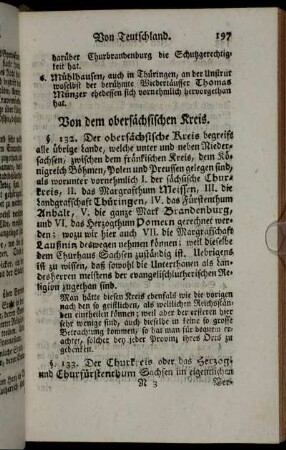 Von Teutschland. 197
darüber Churbrandenburg die Schutzgerechtig-
keit hat.
6. Mühlhausen, auch in Thüringen, an der Unstrut
woselbst der berühmte Wiedertäuffer Thomas
Münzer ehedessen sich vornehmlich hervorgethan
hat.
Von dem obersächsischen Kreis.
§. 132. Der obersächsische Kreis begreift
alle übrige Lande, welche unter und neben Nieder-
sachsen, zwischen dem fränkischen Kreis, dem Kö-
nigreich Böhmen, Polen und Preussen gelegen sind,
als worunter vornehmlich I. der sächsische Chur-
kreis, II. das Margrafthum Meissen, III. die
Landgrafschaft Thüringen, IV. das Fürstenthum
Anhalt, V. die ganze Mark Brandenburg,
und VI. das Herzogthum Pomern gerechnet wer-
den; wozu wir hier auch VII. die Margrafschaft
Laußnin deswegen nehmen können; weil dieselbe
dem Churhaus Sachsen zuständig ist. Uebrigens
ist zu wissen, daß sowohl die Unterthanen als Lan-
desherren meistens der evangelischlutherischen Re-
ligion zugethan sind.
Man hätte diesen Kreis ebenfals wie die vorigen
nach den so geistlichen, als weltlichen Reichsstän-
den eintheilen können; weil aber der ersteren hier
sehr wenige sind, auch dieselbe in keine so grosse
Betrachtung kommen, so hat man für bequem er-
achtet, solcher bey jeder Provinz ihres Orts zu
gedenken.
§. 133. Der Churkreis oder das Herzog-
und Churfürstenthum Sachsen im eigentlichen
N 3 Ver-